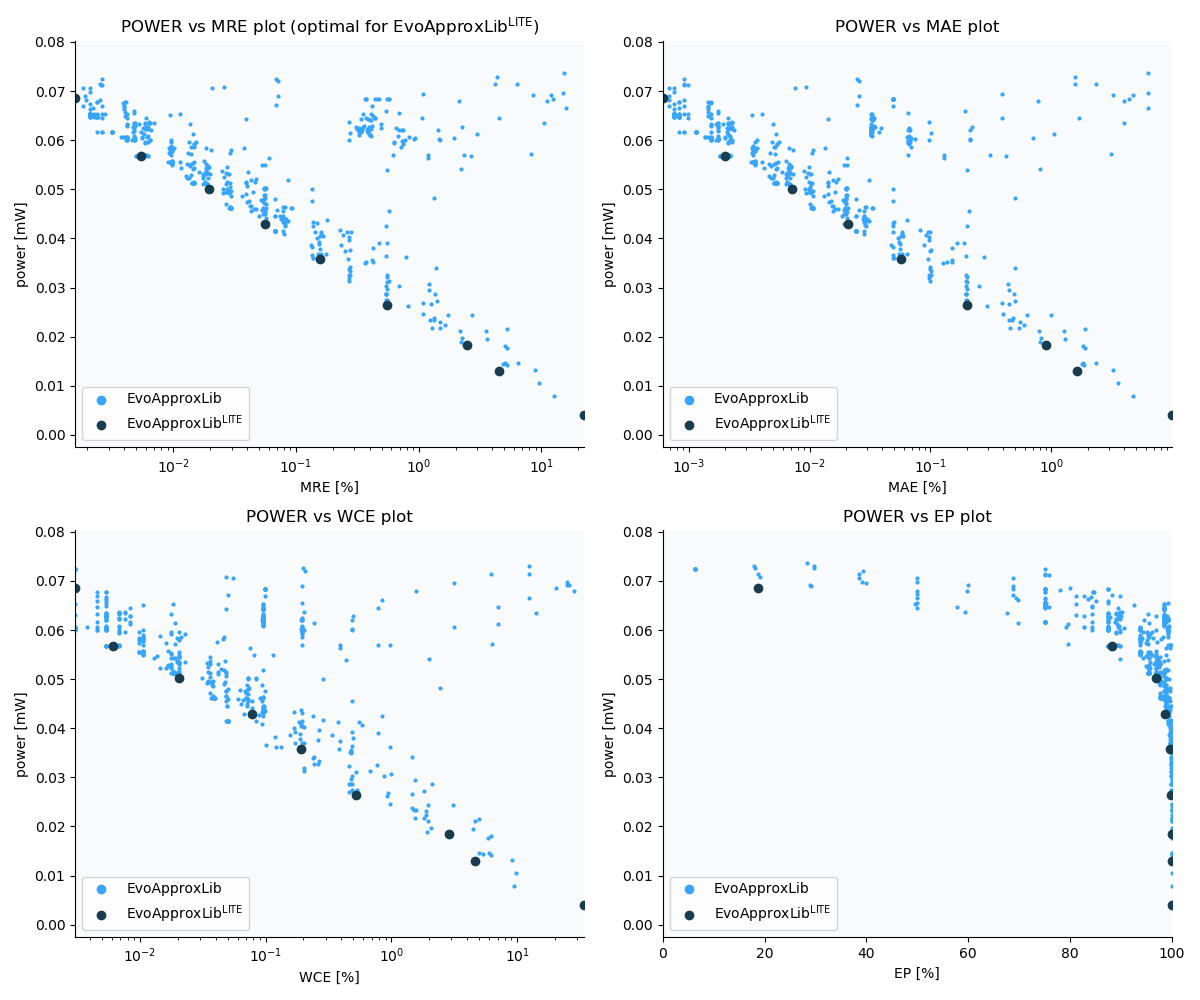 POWER vs MRE plot (optimal for EvoApproxLib^LITE)
0.08
0.07
0.06
0.05
0.04
0.03
0.02
0.01
0.00
power [mW]
EvoApproxLib
EvoApproxLib^LITE
10^−2
10^−1
10^0
10^1
MRE [%]
POWER vs MAE plot
0.08
0.07
0.06
0.05
0.04
0.03
0.02
0.01
0.00
power [mW]
EvoApproxLib
EvoApproxLib^LITE
10^−3
10^−2
10^−1
10^0
MAE [%]
POWER vs WCE plot
0.08
0.07
0.06
0.05
0.04
0.03
0.02
0.01
0.00
power [mW]
EvoApproxLib
EvoApproxLib^LITE
10^−2
10^−1
10^0
10^1
WCE [%]
POWER vs EP plot
0.08
0.07
0.06
0.05
0.04
0.03
0.02
0.01
0.00
power [mW]
EvoApproxLib
EvoApproxLib^LITE
0
20
40
60
80
100
EP [%]